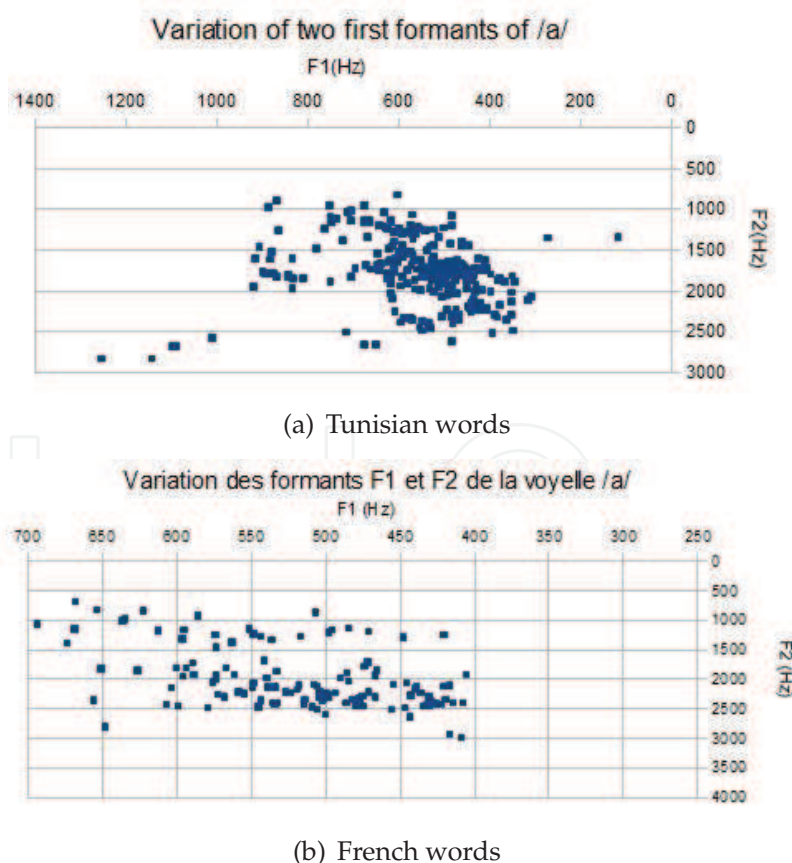 Variation of two first formants of /a/
F1(Hz)
1400 1200 1000 800 600 400 200 0
0
500
1000
1500
2000
2500
3000
F2(Hz)
(a) Tunisian words
Variation des formants F1 et F2 de la voyelle /a/
F1 (Hz)
700 650 600 550 500 450 400 350 300 250
0
500
1000
1500
2000
2500
3000
3500
4000
F2 (Hz)
(b) French words